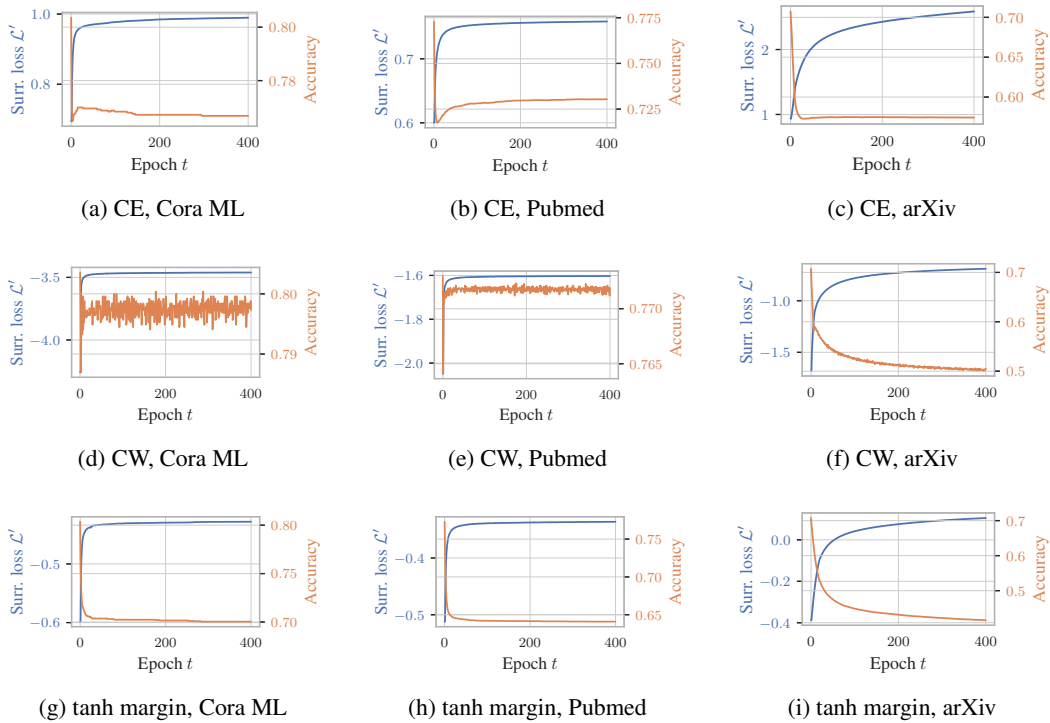 Surr. loss L′
1.0
0.8
0.80
0.77
Accuracy
0
200
400
Epoch t
(a) CE, Cora ML
Surr. loss L′
0.7
0.6
0.775
0.750
0.725
Accuracy
0
200
400
Epoch t
(b) CE, Pubmed
Surr. loss L′
2
1
0.70
0.65
0.60
Accuracy
0
200
400
Epoch t
(c) CE, arXiv
Surr. loss L′
−3.5
−4.0
0.80
0.79
Accuracy
0
200
400
Epoch t
(d) CW, Cora ML
Surr. loss L′
−1.6
−1.8
−2.0
0.770
0.765
Accuracy
0
200
400
Epoch t
(e) CW, Pubmed
Surr. loss L′
−1.0
−1.5
0.7
0.6
0.5
Accuracy
0
200
400
Epoch t
(f) CW, arXiv
Surr. loss L′
−0.5
−0.6
0.80
0.75
0.70
Accuracy
0
200
400
Epoch t
(g) tanh margin, Cora ML
Surr. loss L′
−0.4
−0.5
0.75
0.70
0.65
Accuracy
0
200
400
Epoch t
(h) tanh margin, Pubmed
Surr. loss L′
0.0
−0.2
−0.4
0.7
0.6
0.5
Accuracy
0
200
400
Epoch t
(i) tanh margin, arXiv